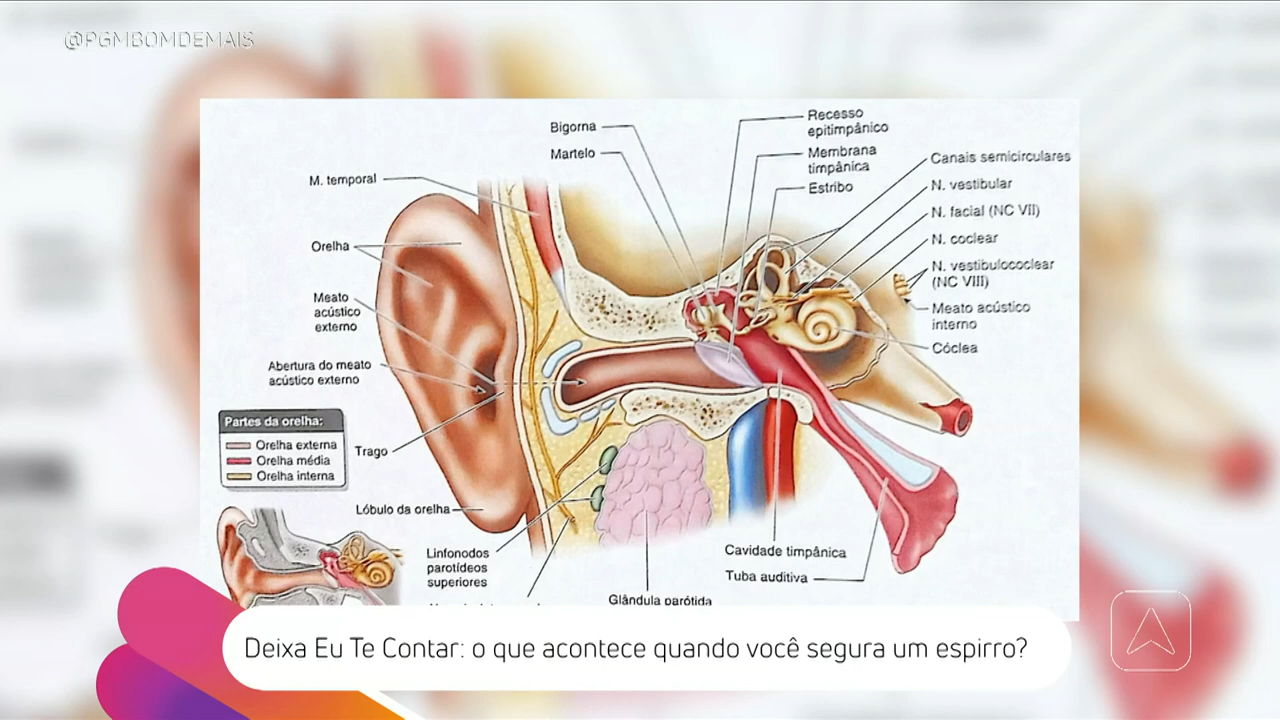 @PGMBOMDEMAIS
Bigorna
Martelo
M. temporal
Orelha
Meato
acústico
externo
Abertura do meato
acústico externo
Partes da orelha:
Orelha externa
Orelha média
Orelha interna
Trago
Lóbulo da orelha
Linfonodos
parotídeos
superiores
Glândula parótida
Recesso
epitimpânico
Membrana
timpânica
Estribo
Canais semicirculares
N. vestibular
N. facial (NC VII)
N. coclear
N. vestibulococlear
(NC VIII)
Meato acústico
interno
Cóclea
Cavidade timpânica
Tuba auditiva
Deixa Eu Te Contar: o que acontece quando você segura um espirro?